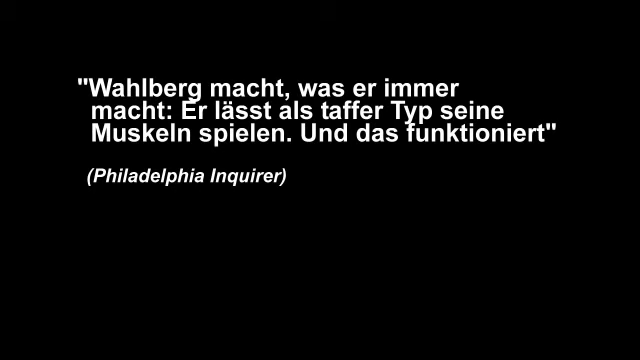 "Wahlberg macht, was er immer
macht: Er lässt als taffer Typ seine
Muskeln spielen. Und das funktioniert"
(Philadelphia Inquirer)